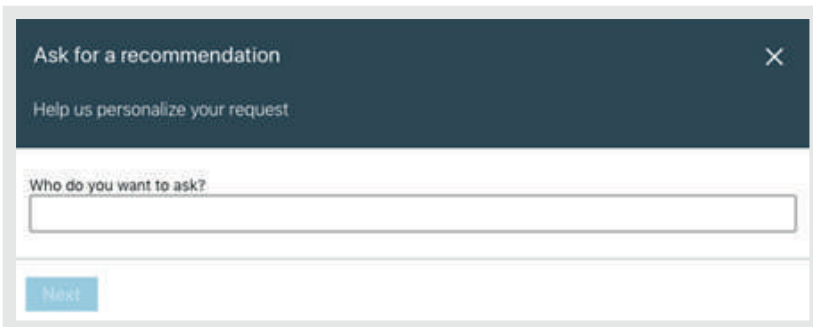 Ask for a recommendation
Help us personalize your request
Who do you want to ask?
Next